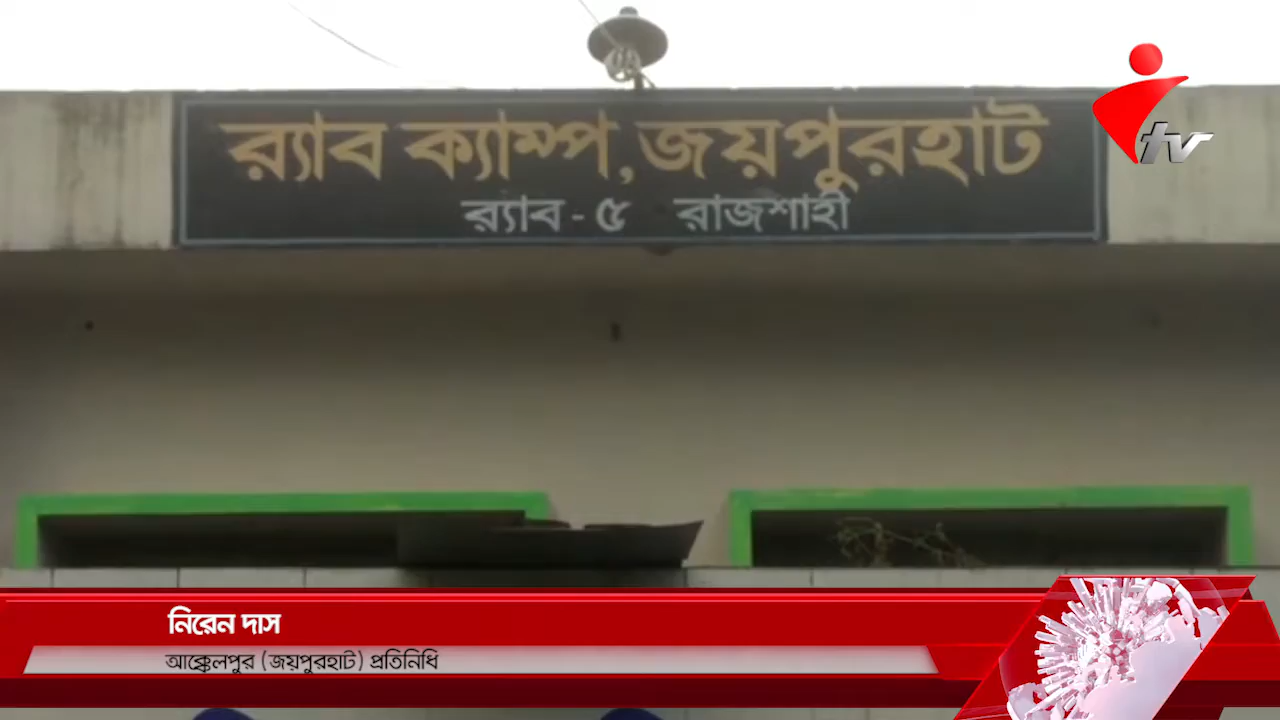 র‍্যাব ক্যাম্প, জয়পুরহাট
র‍্যাব - ৫ রাজশাহী
tv
নিরেন দাস
আক্কেলপুর (জয়পুরহাট) প্রতিনিধি